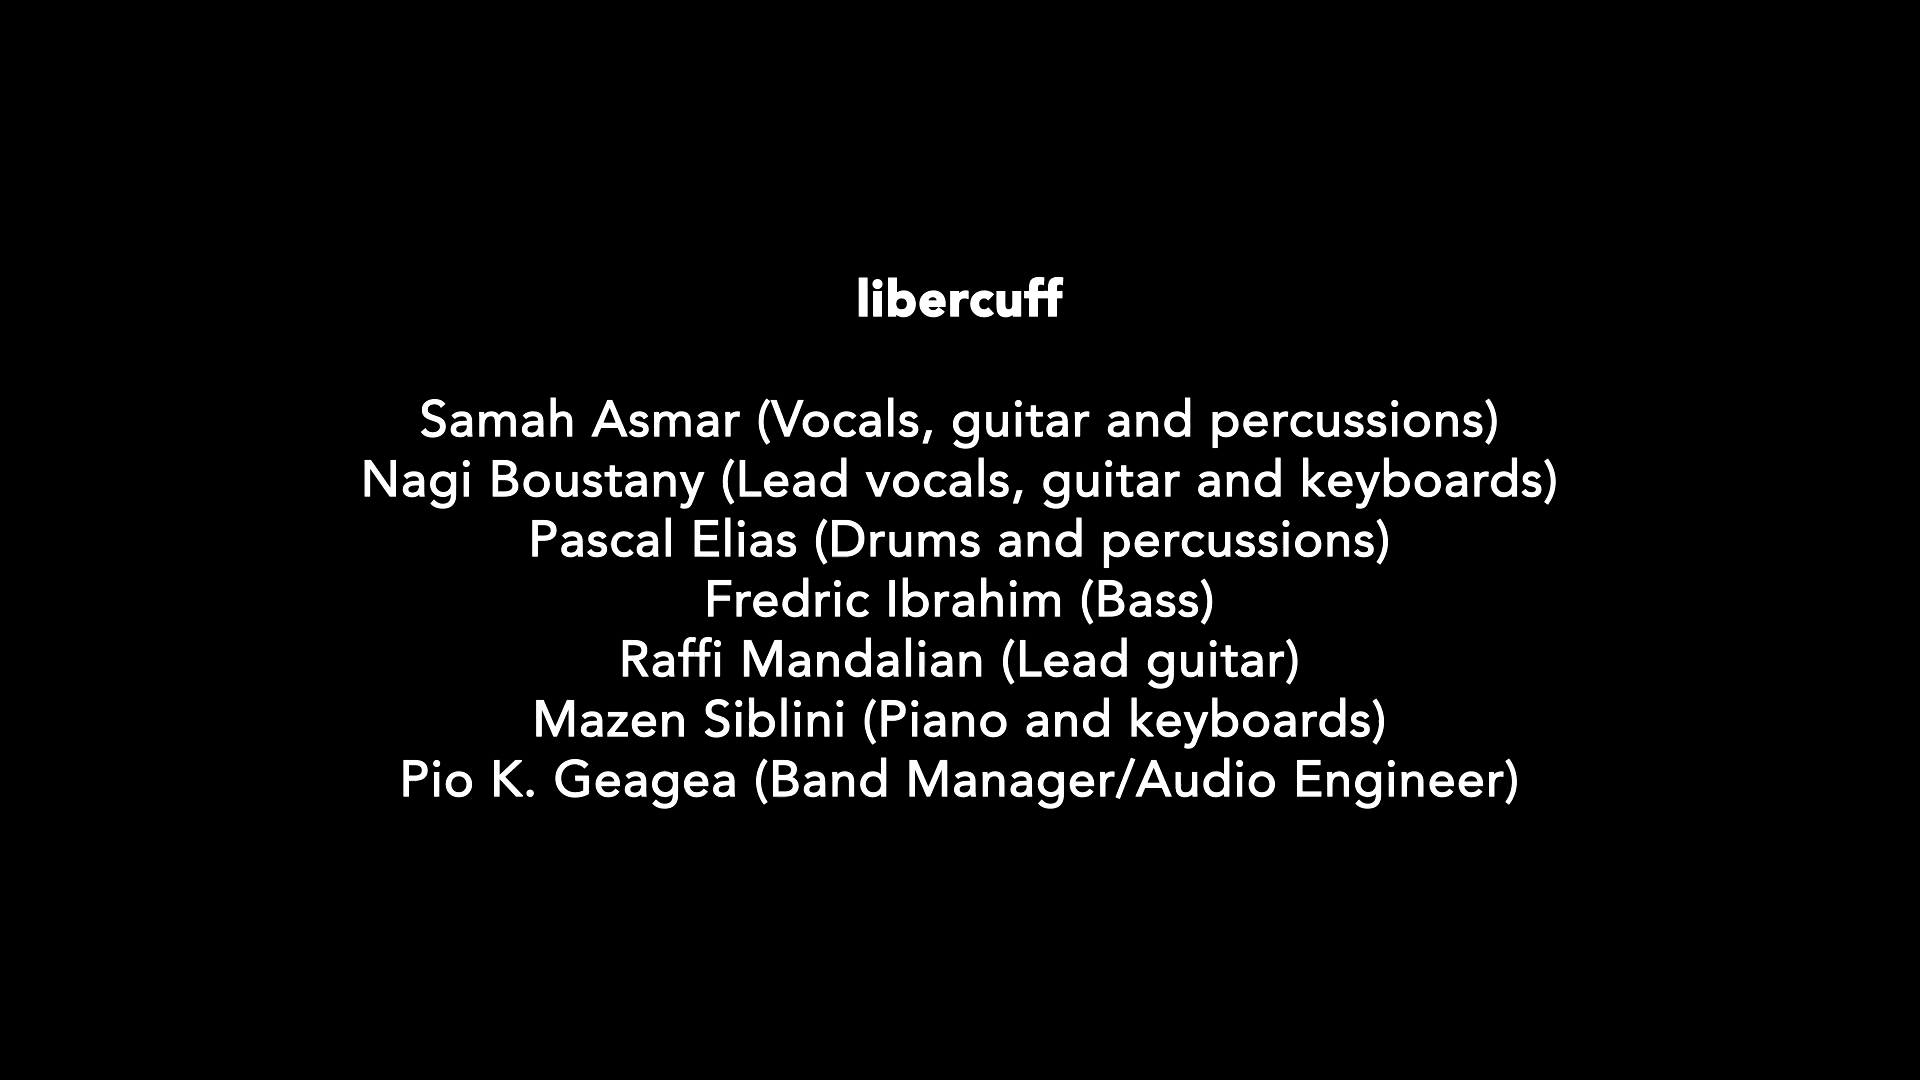 libercuff
Samah Asmar (Vocals, guitar and percussions)
Nagi Boustany (Lead vocals, guitar and keyboards)
Pascal Elias (Drums and percussions)
Fredric Ibrahim (Bass)
Raffi Mandalian (Lead guitar)
Mazen Siblini (Piano and keyboards)
Pio K. Geagea (Band Manager/Audio Engineer)